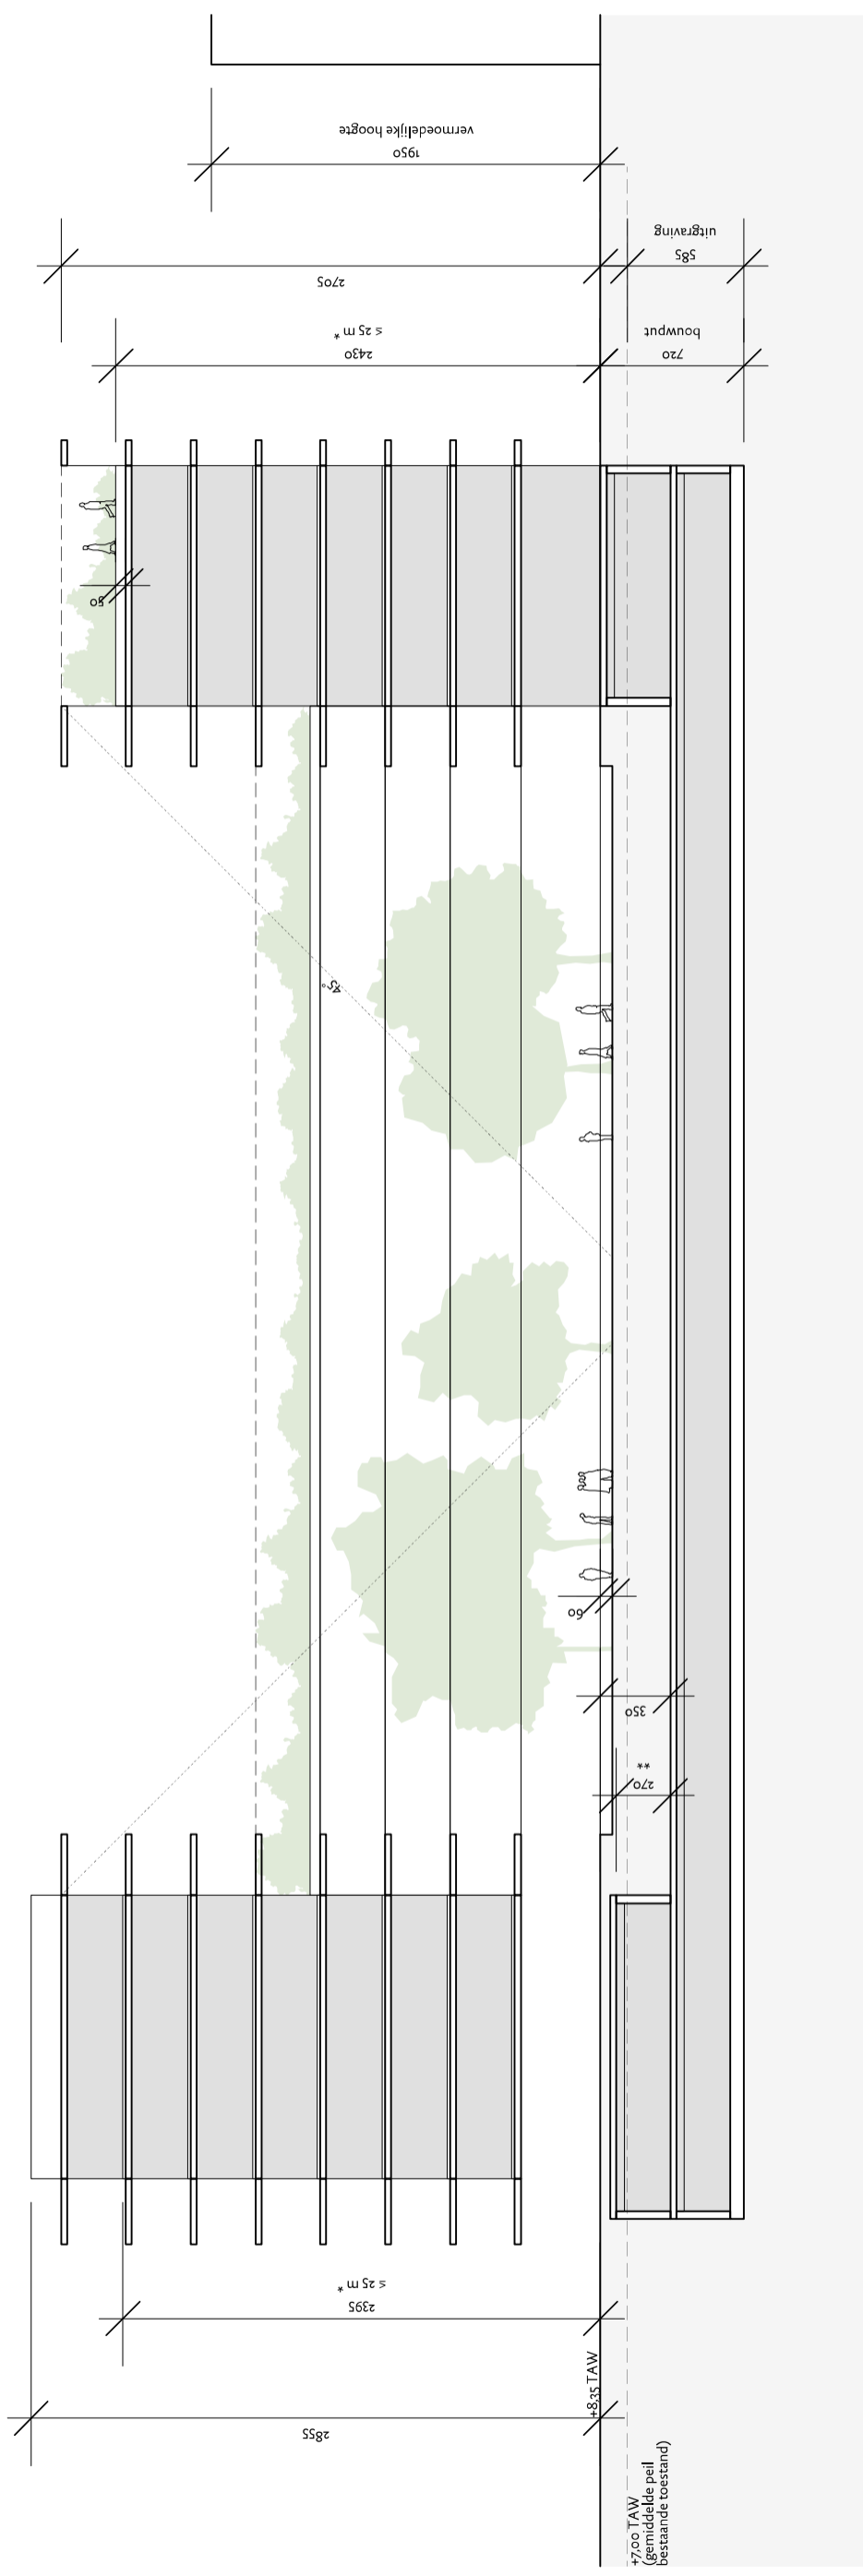 vermoedelijke hoogte
1950
uitgraving
585
2705
≤ 25 m *
2430
bouwput
720
50
45°
60
350
**
270
≤ 25 m *
2395
+8,35 TAW
2855
+7,00 TAW
(gemiddelde peil
bestaande toestand)